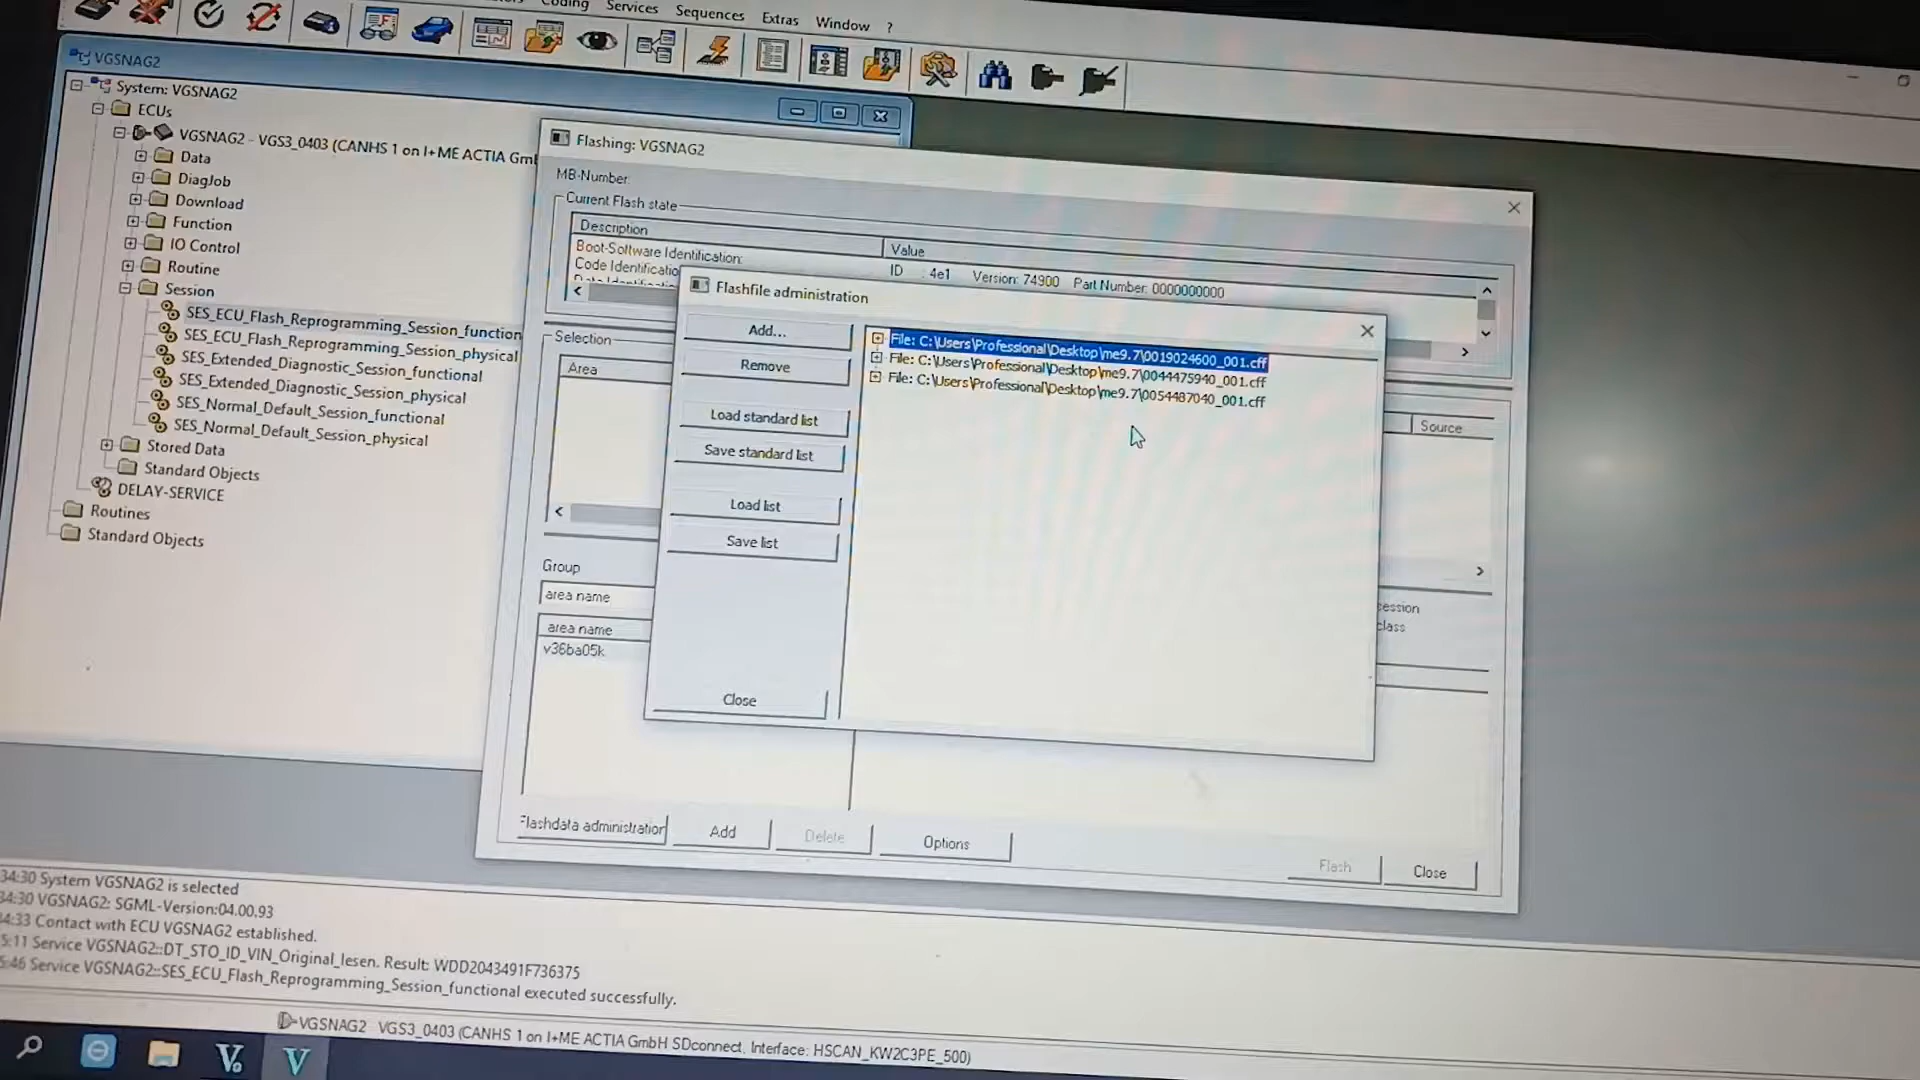 Coding Services Sequences Extras Window ?
VGSNAG2
System: VGSNAG2
ECUs
VGSNAG2 - VGS3_0403 (CANHS 1 on I+ME ACTIA Gm
Data
DiagJob
Download
Function
IO Control
Routine
Session
SES_ECU_Flash_Reprogramming_Session_function
SES_ECU_Flash_Reprogramming_Session_physical
SES_Extended_Diagnostic_Session_functional
SES_Extended_Diagnostic_Session_physical
SES_Normal_Default_Session_functional
SES_Normal_Default_Session_physical
Stored Data
Standard Objects
DELAY-SERVICE
Routines
Standard Objects
Flashing: VGSNAG2
MB-Number:
Current Flash state
Description Value
Boot-Software Identification: ID : 4e1 Version: 74900 Part Number: 0000000000
Code Identificatio
Selection
Area
Source
Group
area name
area name
v36ba05k
ession
class
Flashfile administration
Add...
Remove
Load standard list
Save standard list
Load list
Save list
Close
File: C:\Users\Professional\Desktop\me9.7\0019024600_001.cff
File: C:\Users\Professional\Desktop\me9.7\0044475940_001.cff
File: C:\Users\Professional\Desktop\me9.7\0054487040_001.cff
Flashdata administration Add Delete Options Flash Close
34:30 System VGSNAG2 is selected
34:30 VGSNAG2: SGML-Version:04.00.93
4:33 Contact with ECU VGSNAG2 established.
5:11 Service VGSNAG2::DT_STO_ID_VIN_Original_lesen. Result: WDD2043491F736375
5:46 Service VGSNAG2::SES_ECU_Flash_Reprogramming_Session_functional executed successfully.
VGSNAG2 VGS3_0403 (CANHS 1 on I+ME ACTIA GmbH SDconnect, Interface: HSCAN_KW2C3PE_500)